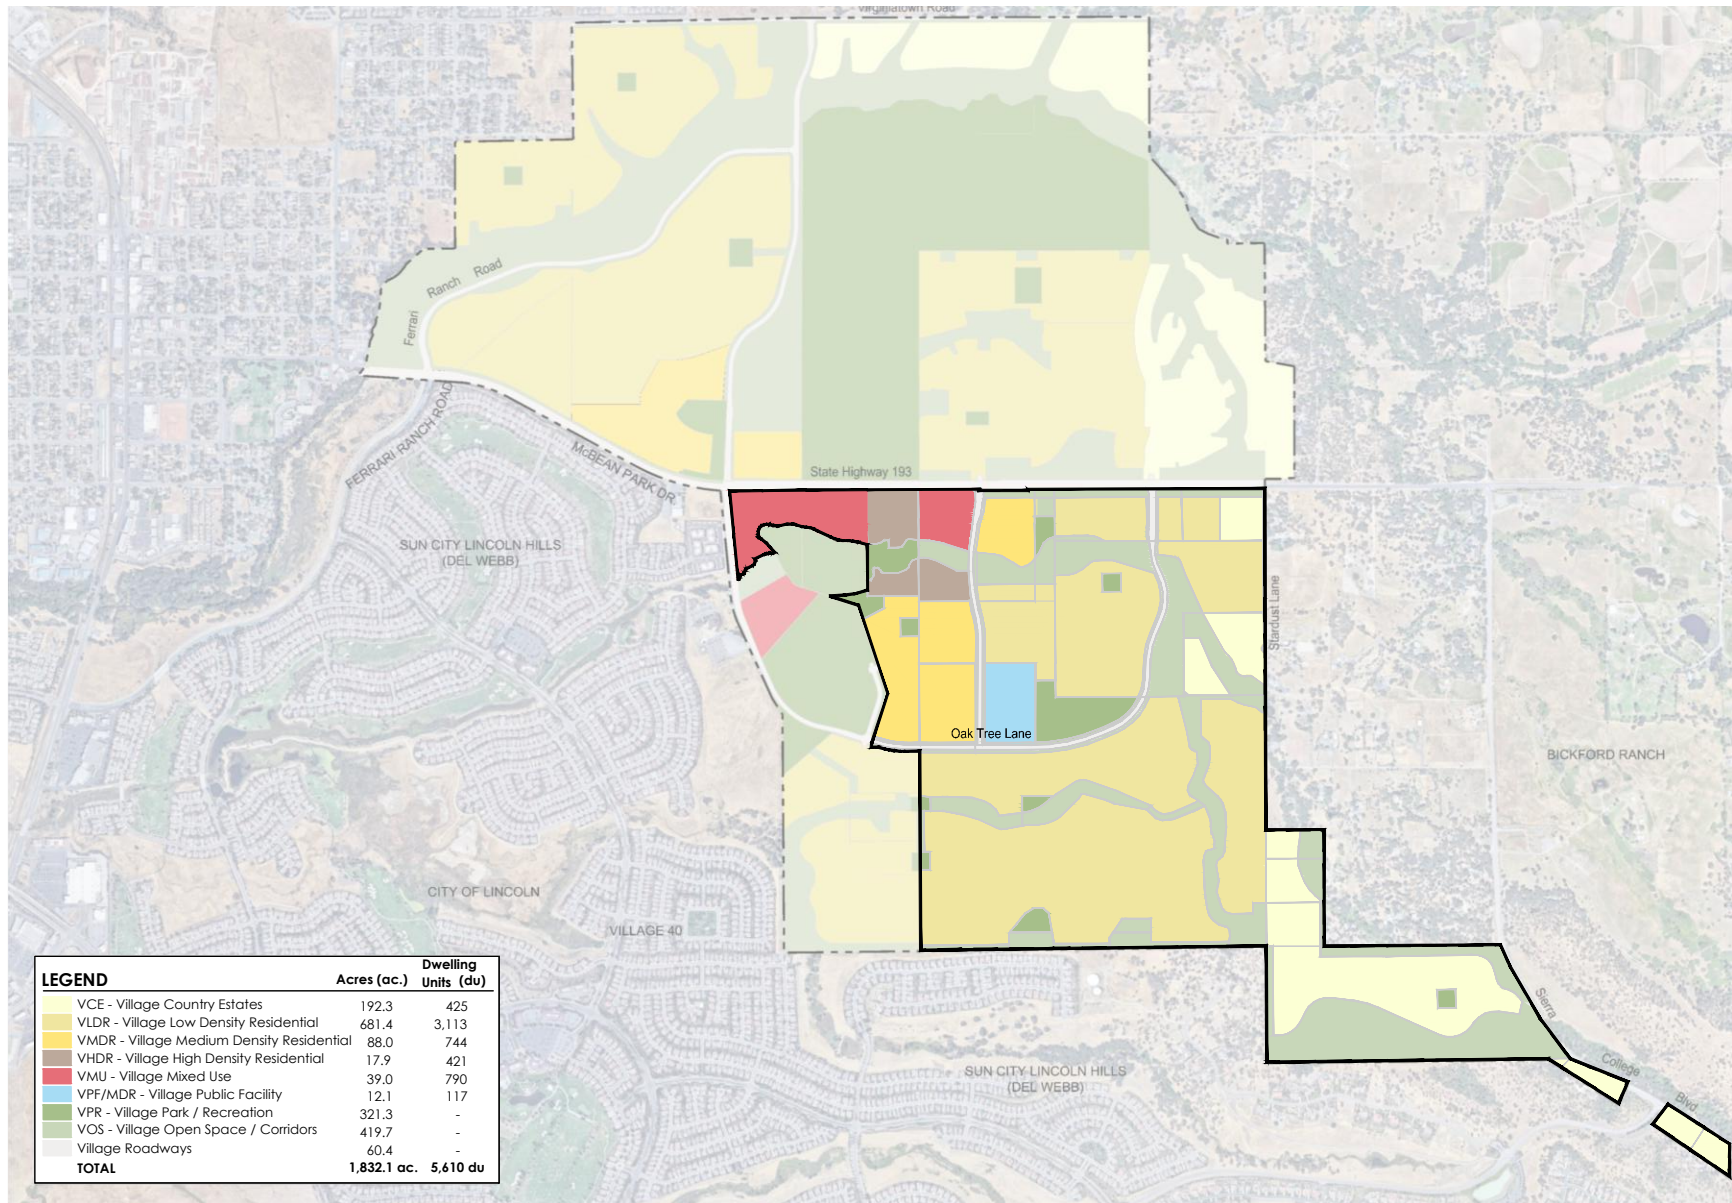 Virginiatown Road
Ferrari Ranch Road
FERRARI RANCH ROAD
McBEAN PARK DR
State Highway 193
SUN CITY LINCOLN HILLS
(DEL WEBB)
Stardust Lane
Oak Tree Lane
BICKFORD RANCH
CITY OF LINCOLN
VILLAGE 40
Sierra College Blvd
SUN CITY LINCOLN HILLS
(DEL WEBB)
LEGEND Acres (ac.) Dwelling Units (du)
VCE - Village Country Estates 192.3 425
VLDR - Village Low Density Residential 681.4 3,113
VMDR - Village Medium Density Residential 88.0 744
VHDR - Village High Density Residential 17.9 421
VMU - Village Mixed Use 39.0 790
VPF/MDR - Village Public Facility 12.1 117
VPR - Village Park / Recreation 321.3 -
VOS - Village Open Space / Corridors 419.7 -
Village Roadways 60.4 -
TOTAL 1,832.1 ac. 5,610 du